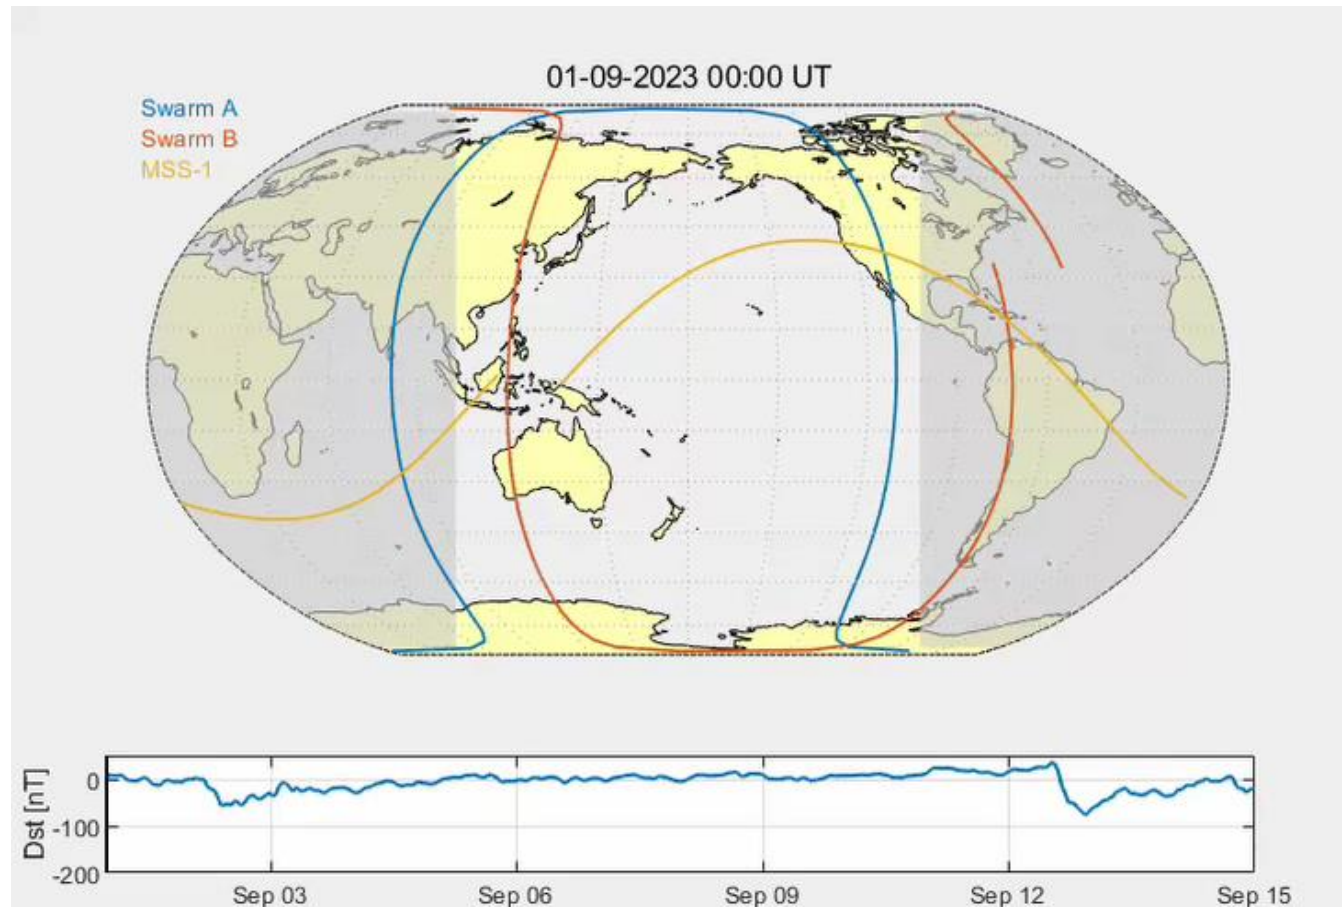 01-09-2023 00:00 UT
Swarm A
Swarm B
MSS-1
Dst [nT]
0
-100
-200
Sep 03
Sep 06
Sep 09
Sep 12
Sep 15